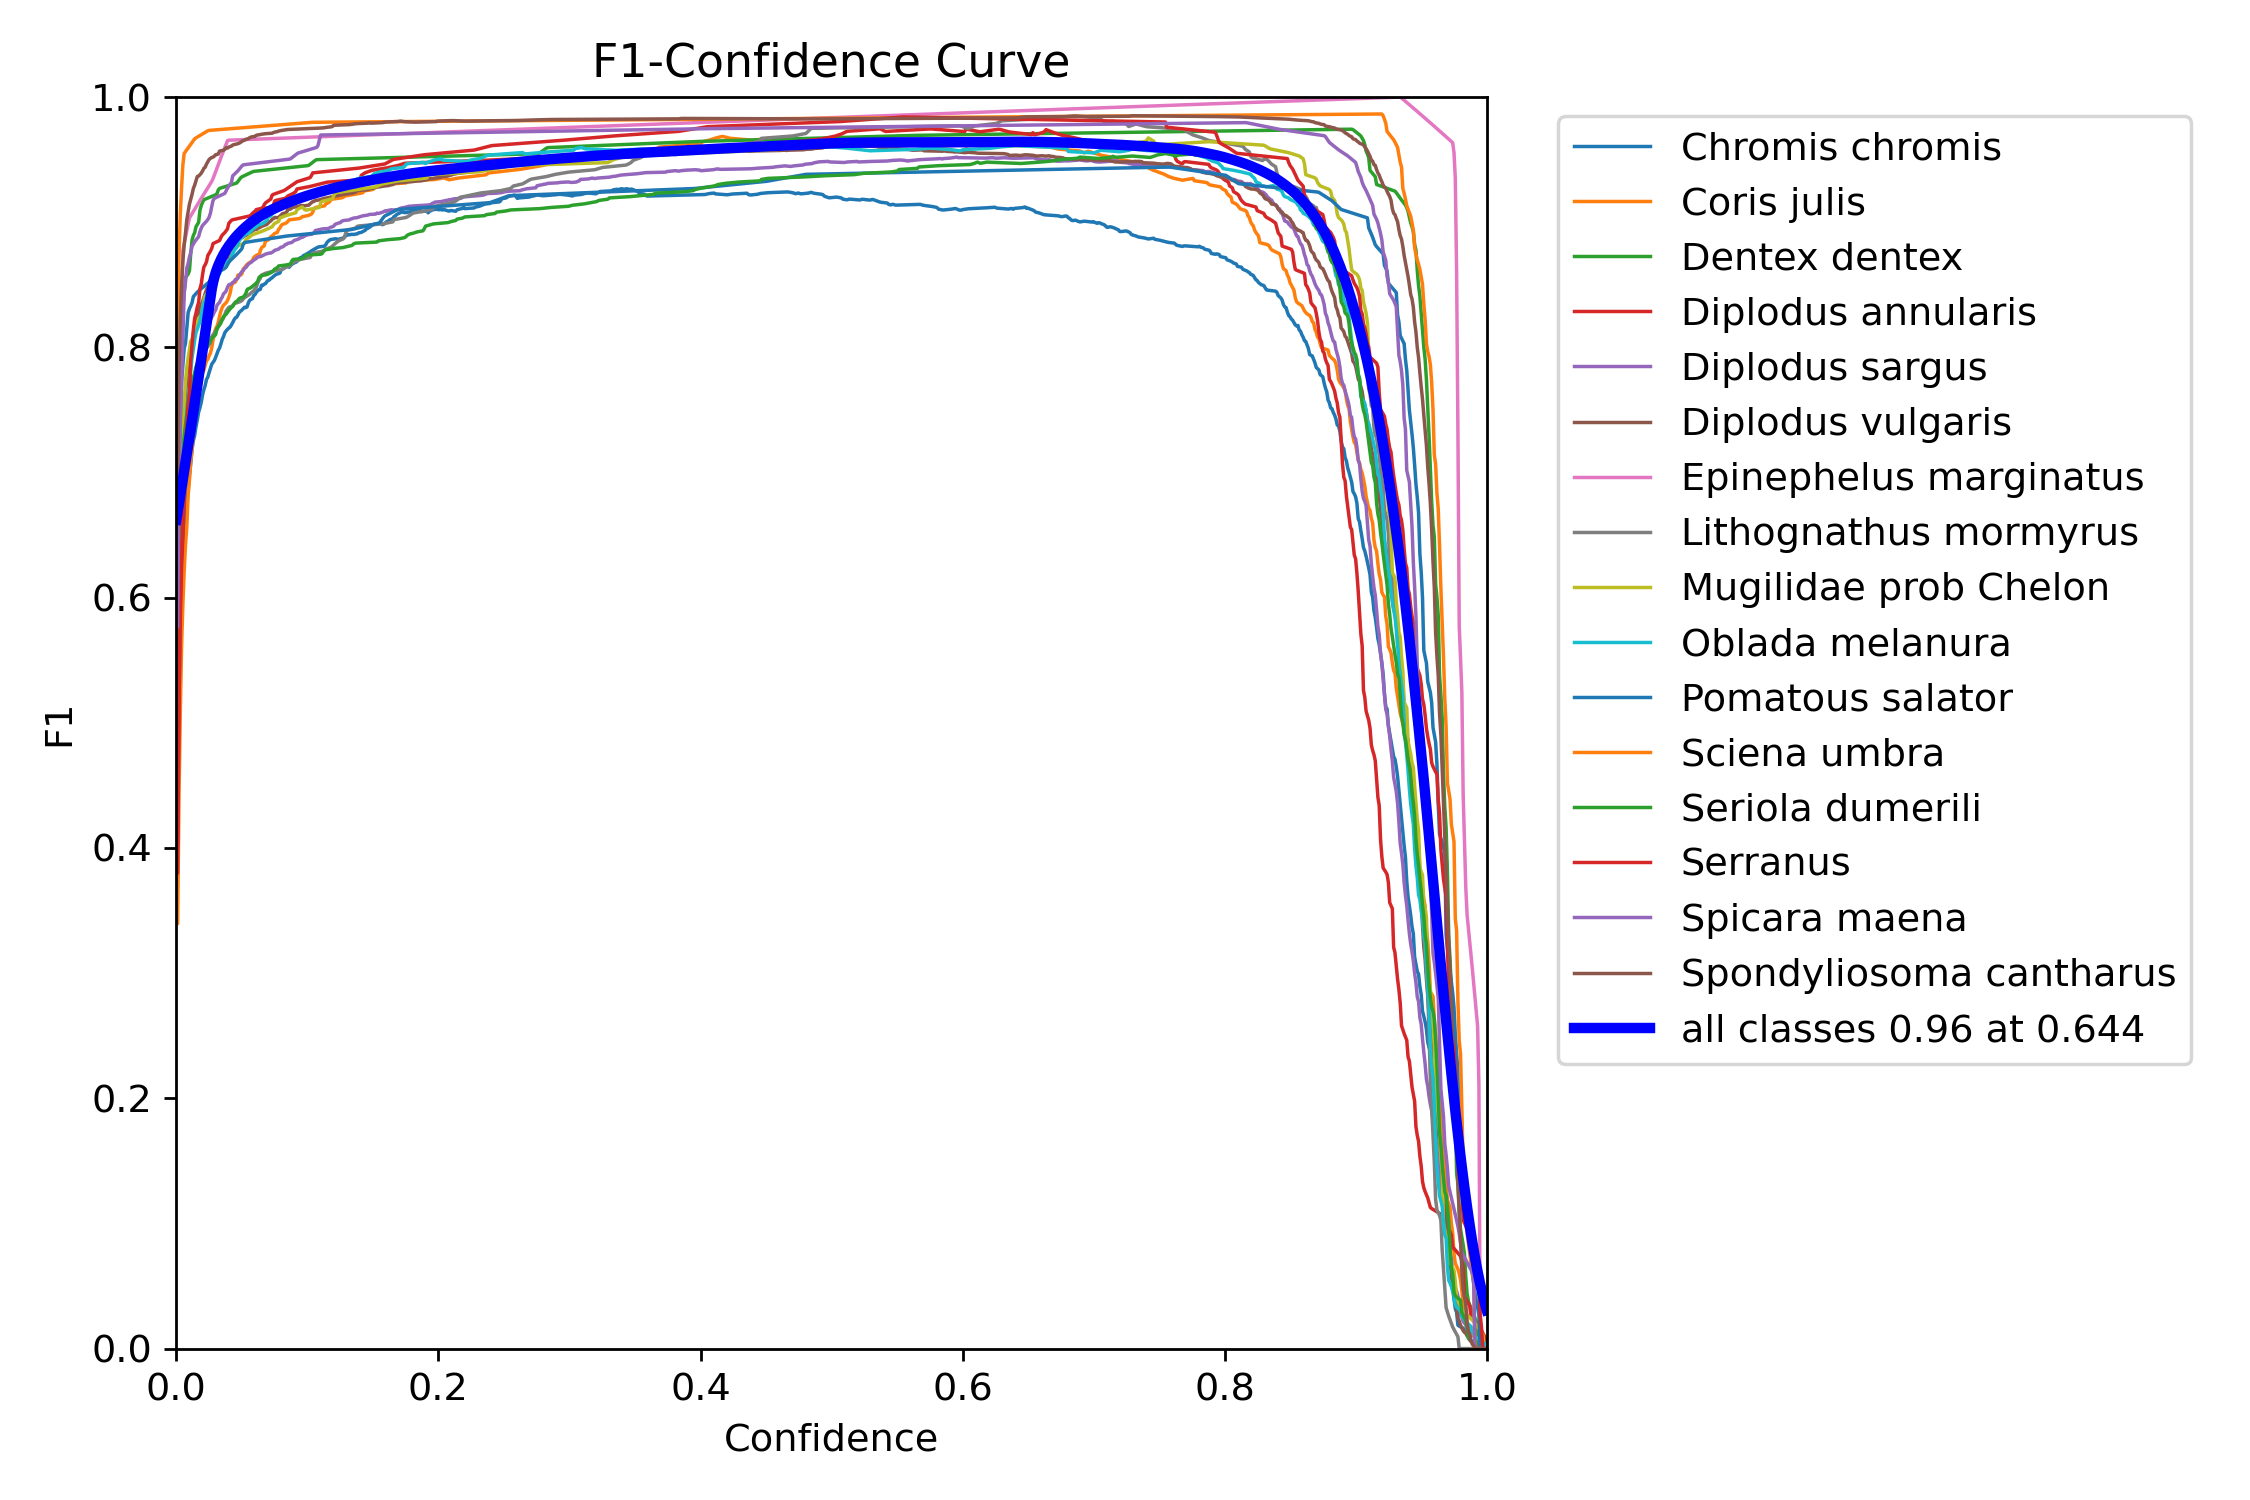 F1-Confidence Curve
1.0
0.8
0.6
0.4
0.2
0.0
F1
0.0 0.2 0.4 0.6 0.8 1.0
Confidence
Chromis chromis
Coris julis
Dentex dentex
Diplodus annularis
Diplodus sargus
Diplodus vulgaris
Epinephelus marginatus
Lithognathus mormyrus
Mugilidae prob Chelon
Oblada melanura
Pomatous salator
Sciena umbra
Seriola dumerili
Serranus
Spicara maena
Spondyliosoma cantharus
all classes 0.96 at 0.644